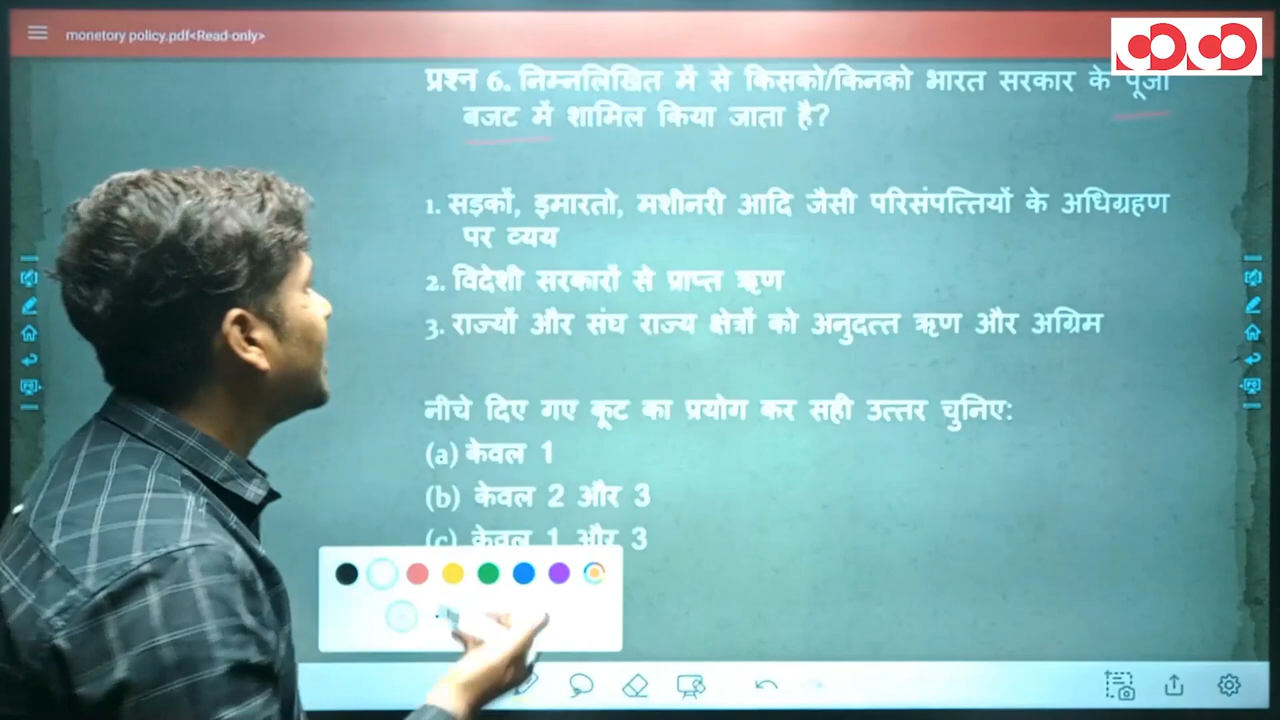 monetory policy.pdf<Read-only>
प्रश्न 6. निम्नलिखित में से किसको/किनको भारत सरकार के पूंजी
बजट में शामिल किया जाता है?
1. सड़कों, इमारतो, मशीनरी आदि जैसी परिसंपत्तियों के अधिग्रहण
पर व्यय
2. विदेशी सरकारों से प्राप्त ऋण
3. राज्यों और संघ राज्य क्षेत्रों को अनुदत्त ऋण और अग्रिम
नीचे दिए गए कूट का प्रयोग कर सही उत्तर चुनिए:
(a) केवल 1
(b) केवल 2 और 3
(c) केवल 1 और 3